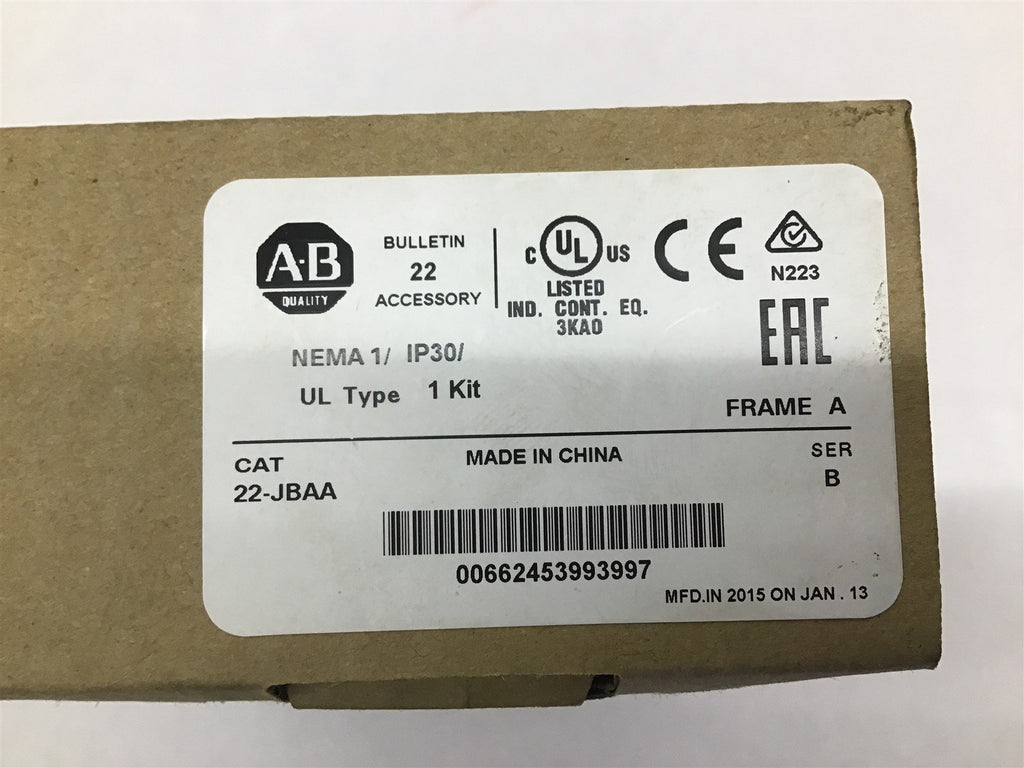 A·B
QUALITY
BULLETIN
22
ACCESSORY
C UL US
LISTED
IND. CONT. EQ.
3KA0
CE
N223
EAC
NEMA 1/ IP30/
UL Type 1 Kit
FRAME A
CAT
22-JBAA
MADE IN CHINA
SER
B
00662453993997
MFD.IN 2015 ON JAN . 13